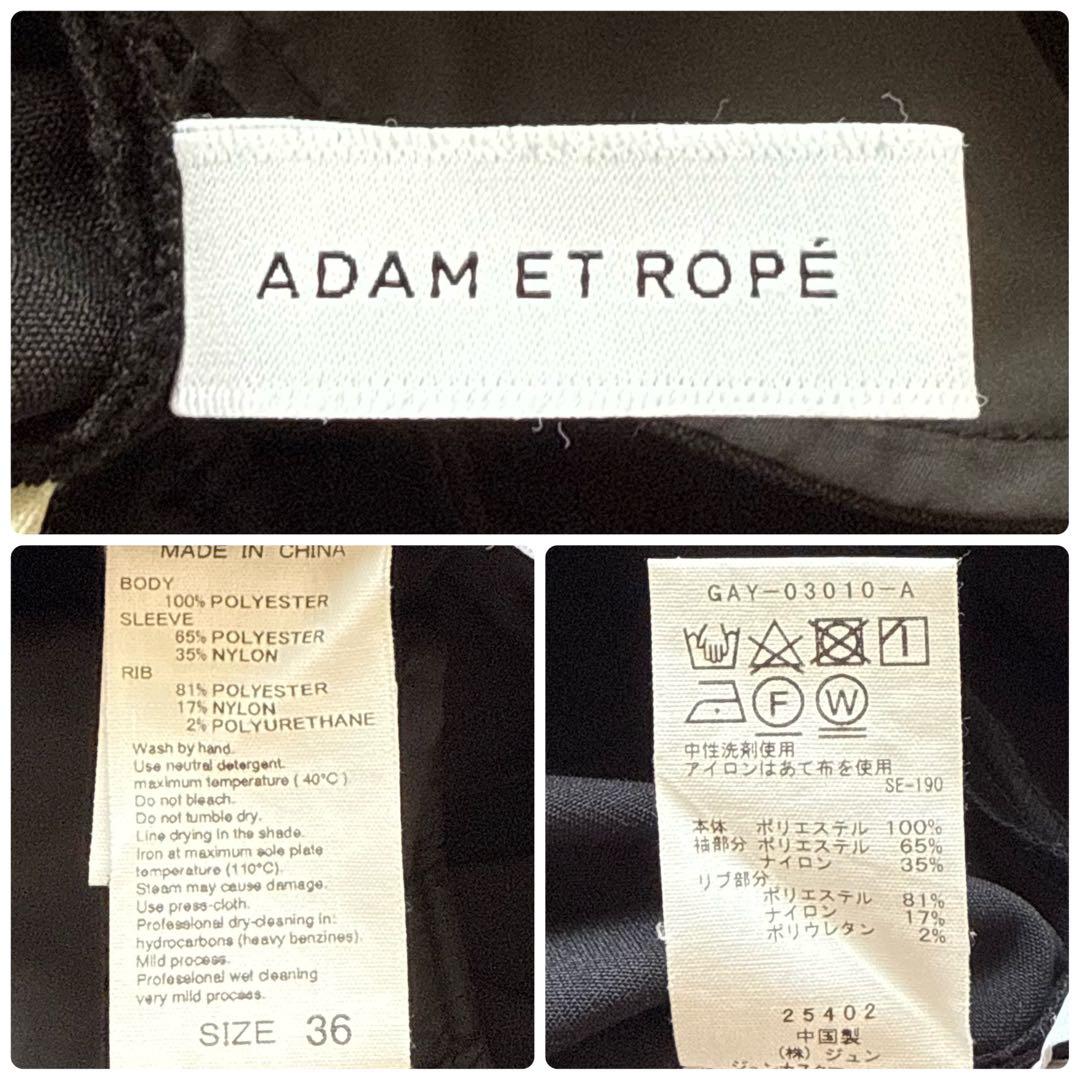 ADAM ET ROPÉ
MADE IN CHINA
BODY
100% POLYESTER
SLEEVE
65% POLYESTER
35% NYLON
RIB
81% POLYESTER
17% NYLON
2% POLYURETHANE
Wash by hand.
Use neutral detergent.
maximum temperature ( 40°C )
Do not bleach.
Do not tumble dry.
Line drying in the shade.
Iron at maximum sole plate
temperature (110°C).
Steam may cause damage.
Use press-cloth.
Professional dry-cleaning in:
hydrocarbons (heavy benzines).
Mild process.
Professional wet cleaning
very mild process.
SIZE 36
GAY-03010-A
F W
中性洗剤使用
アイロンはあて布を使用
SE-190
本体 ポリエステル 100%
袖部分 ポリエステル 65%
ナイロン 35%
リブ部分
ポリエステル 81%
ナイロン 17%
ポリウレタン 2%
25402
中国製
(株) ジュン